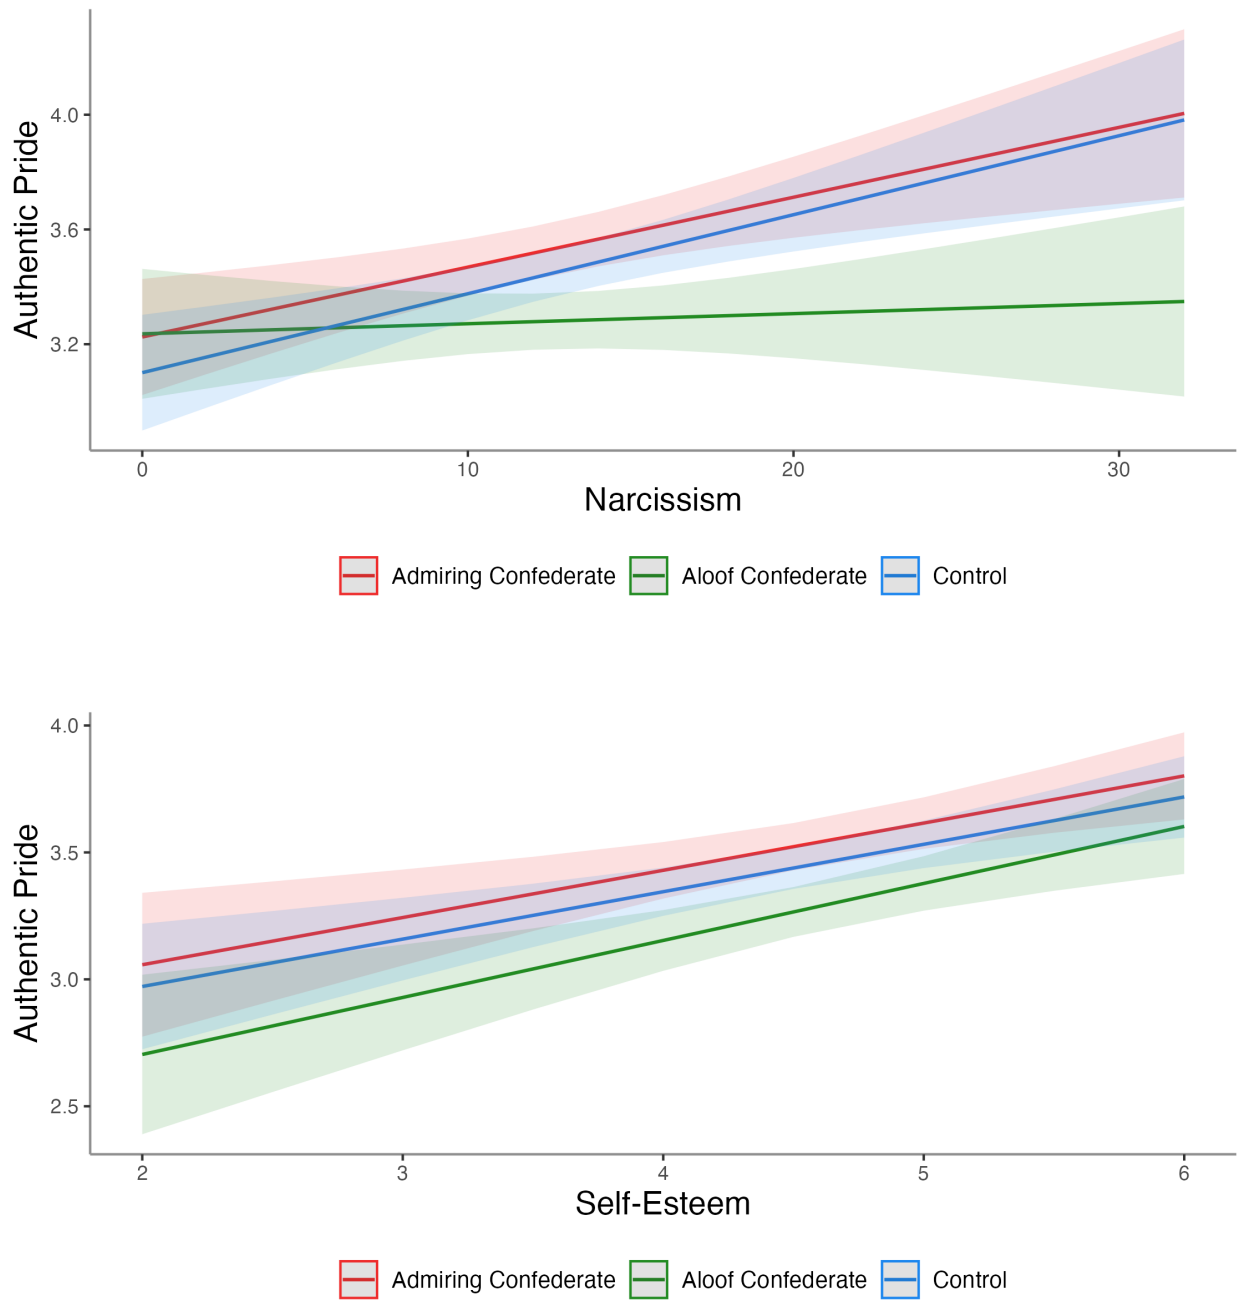 Authentic Pride
4.0
3.6
3.2
0 10 20 30
Narcissism
Admiring Confederate Aloof Confederate Control
Authentic Pride
4.0
3.5
3.0
2.5
2 3 4 5 6
Self-Esteem
Admiring Confederate Aloof Confederate Control